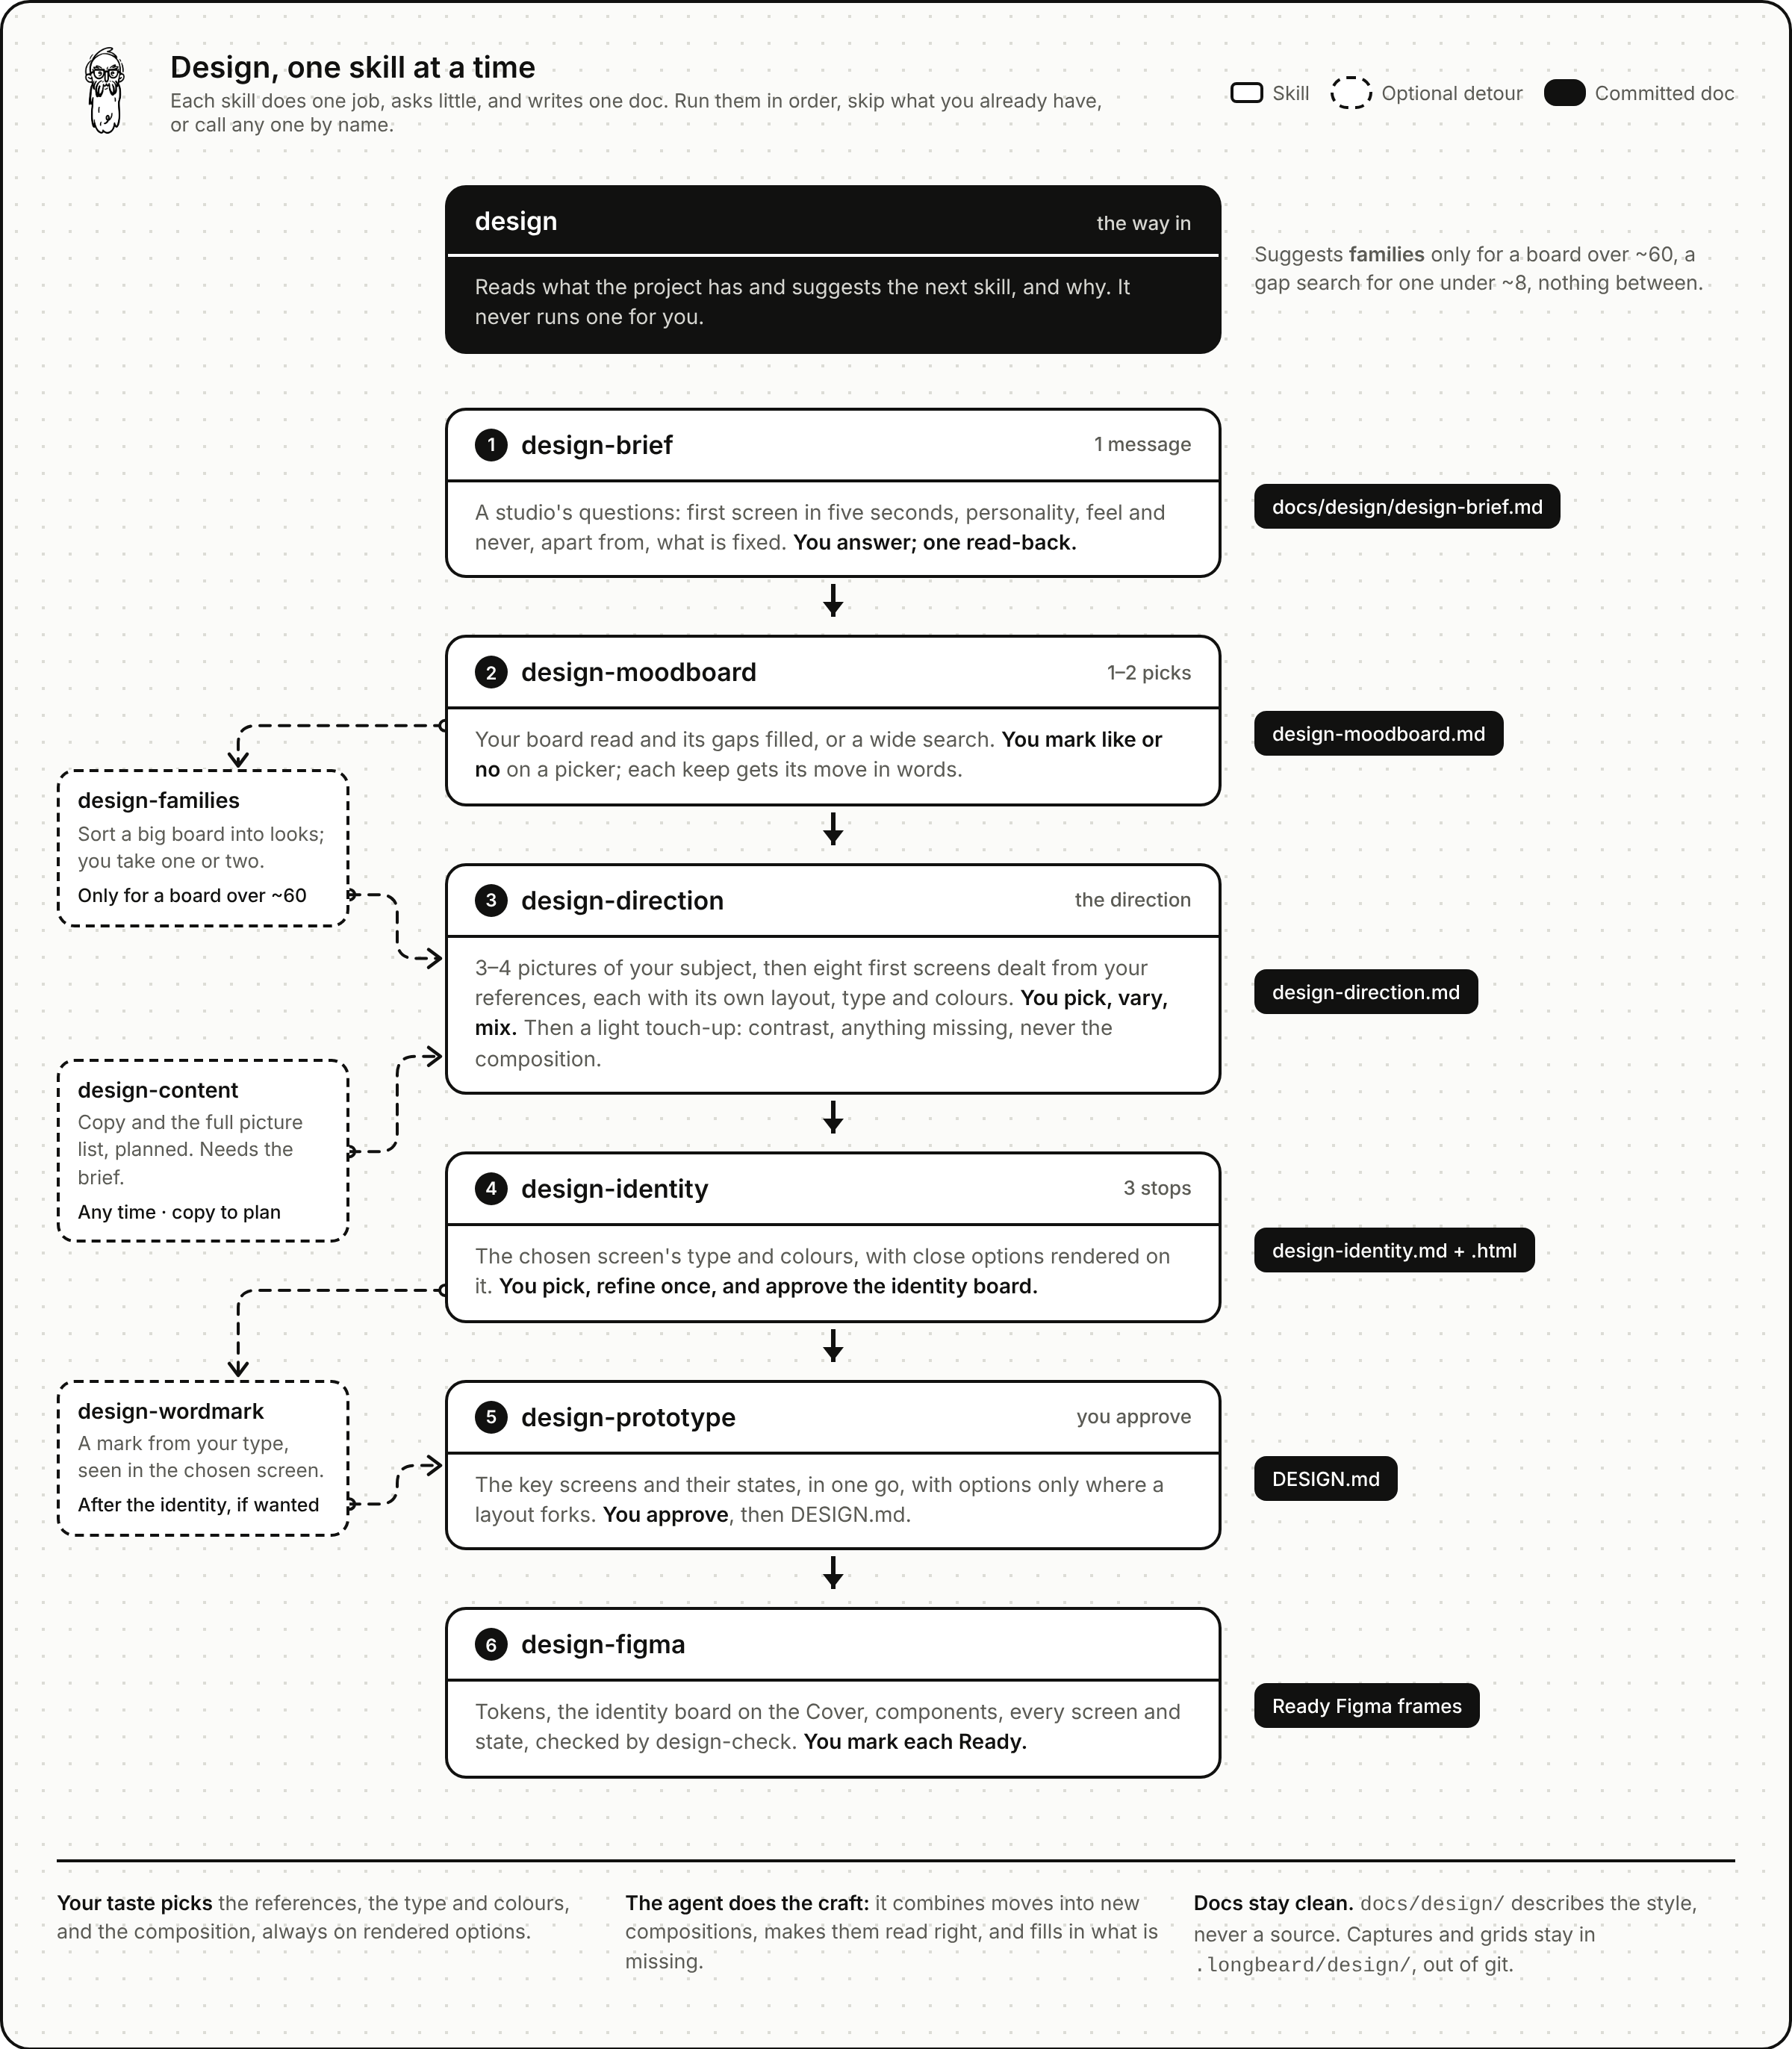 Design, one skill at a time
Each skill does one job, asks little, and writes one doc. Run them in order, skip what you already have,
or call any one by name.
Skill
Optional detour
Committed doc
design
the way in
Reads what the project has and suggests the next skill, and why. It
never runs one for you.
Suggests families only for a board over ~60, a
gap search for one under ~8, nothing between.
1 design-brief
1 message
A studio's questions: first screen in five seconds, personality, feel and
never, apart from, what is fixed. You answer; one read-back.
docs/design/design-brief.md
2 design-moodboard
1–2 picks
Your board read and its gaps filled, or a wide search. You mark like or
no on a picker; each keep gets its move in words.
design-moodboard.md
design-families
Sort a big board into looks;
you take one or two.
Only for a board over ~60
3 design-direction
the direction
3–4 pictures of your subject, then eight first screens dealt from your
references, each with its own layout, type and colours. You pick, vary,
mix. Then a light touch-up: contrast, anything missing, never the
composition.
design-direction.md
design-content
Copy and the full picture
list, planned. Needs the
brief.
Any time · copy to plan
4 design-identity
3 stops
The chosen screen's type and colours, with close options rendered on
it. You pick, refine once, and approve the identity board.
design-identity.md + .html
design-wordmark
A mark from your type,
seen in the chosen screen.
After the identity, if wanted
5 design-prototype
you approve
The key screens and their states, in one go, with options only where a
layout forks. You approve, then DESIGN.md.
DESIGN.md
6 design-figma
Tokens, the identity board on the Cover, components, every screen and
state, checked by design-check. You mark each Ready.
Ready Figma frames
Your taste picks the references, the type and colours,
and the composition, always on rendered options.
The agent does the craft: it combines moves into new
compositions, makes them read right, and fills in what is
missing.
Docs stay clean. docs/design/ describes the style,
never a source. Captures and grids stay in
.longbeard/design/, out of git.